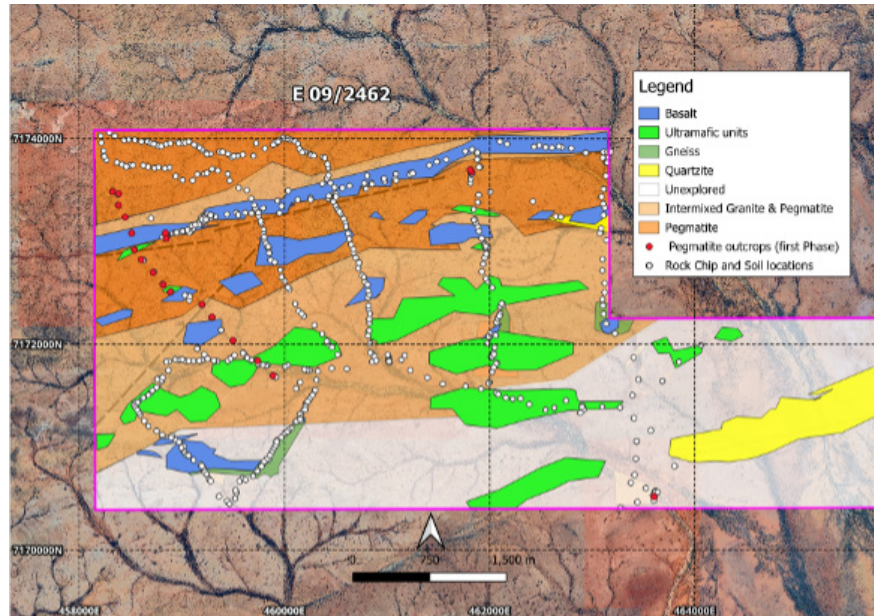 E 09/2462
Legend
Basalt
Ultramafic units
Gneiss
Quartzite
Unexplored
Intermixed Granite & Pegmatite
Pegmatite
Pegmatite outcrops (first Phase)
Rock Chip and Soil locations
7174000N
7172000N
7170000N
0 750 1,500 m
458000E 460000E 462000E 464000E